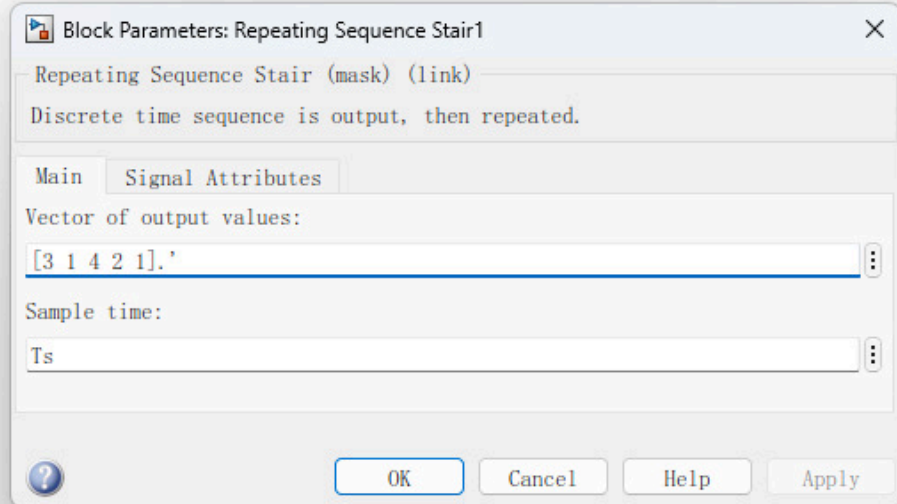 Block Parameters: Repeating Sequence Stair1
Repeating Sequence Stair (mask) (link)
Discrete time sequence is output, then repeated.
Main Signal Attributes
Vector of output values:
[3 1 4 2 1].'
Sample time:
Ts
OK Cancel Help Apply